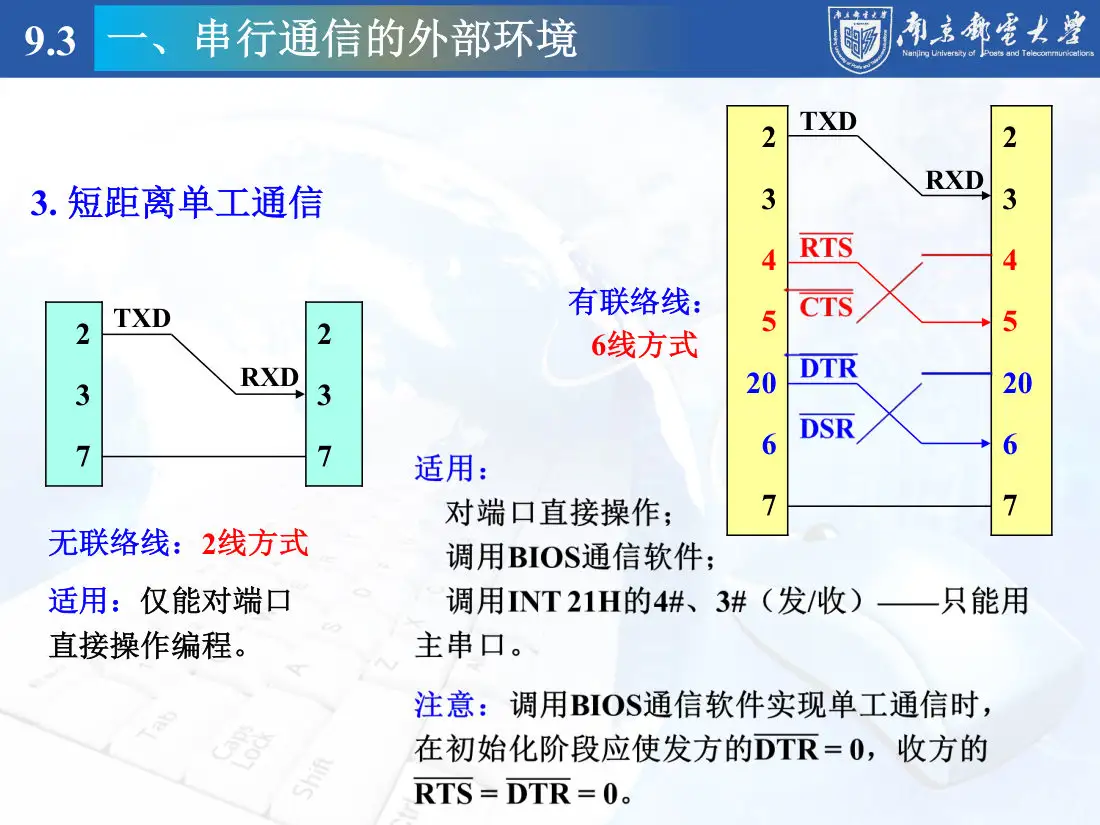 9.3 一、串行通信的外部环境
南京邮电大学
Nanjing University of Posts and Telecommunications
3. 短距离单工通信
2 TXD 2
3 RXD 3
7 7
无联络线：2线方式
适用：仅能对端口
直接操作编程。
有联络线：
6线方式
2 TXD 2
3 RXD 3
4 R̅T̅S̅ 4
5 C̅T̅S̅ 5
20 D̅T̅R̅ 20
6 D̅S̅R̅ 6
7 7
适用：
对端口直接操作；
调用BIOS通信软件；
调用INT 21H的4#、3#（发/收）——只能用
主串口。
注意：调用BIOS通信软件实现单工通信时，
在初始化阶段应使发方的D̅T̅R̅ = 0，收方的
R̅T̅S̅ = D̅T̅R̅ = 0。
Tab
Caps
Lock
Shift
A
Z